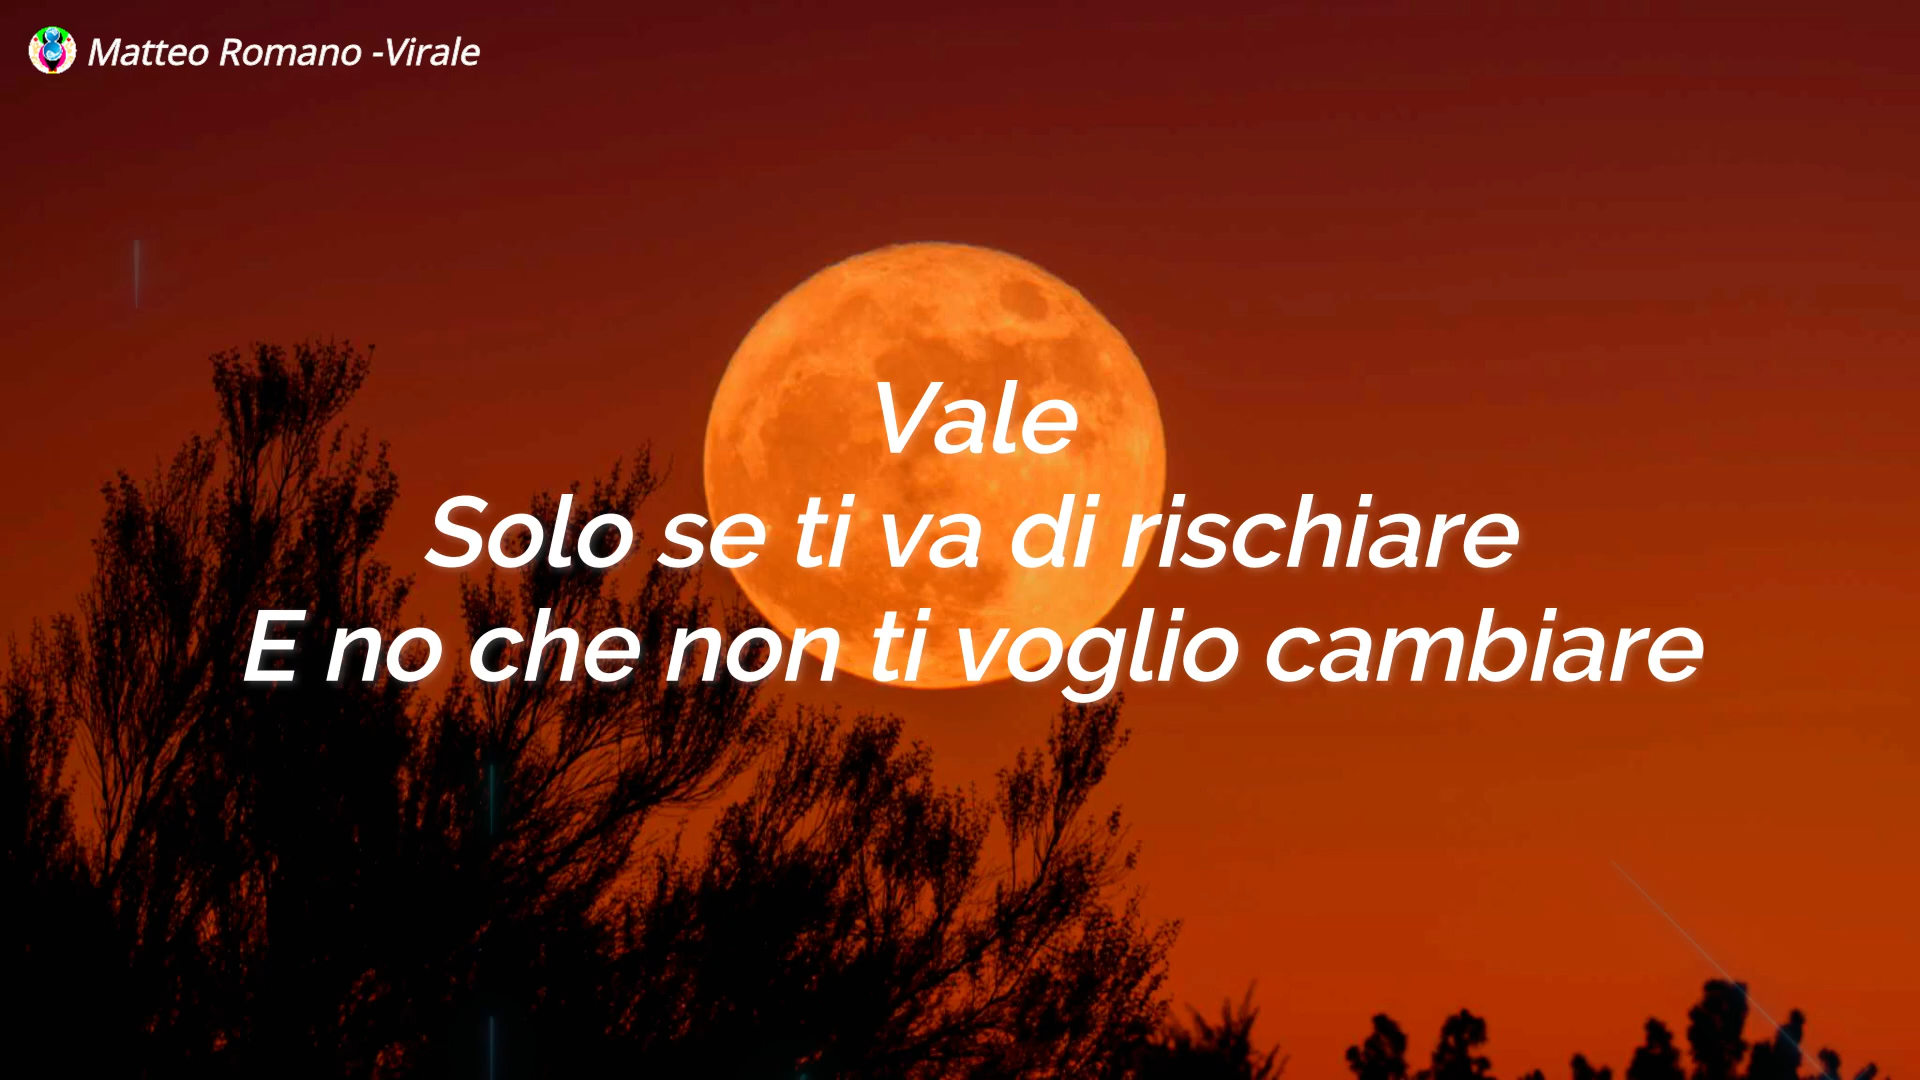 Matteo Romano -Virale
Vale
Solo se ti va di rischiare
E no che non ti voglio cambiare